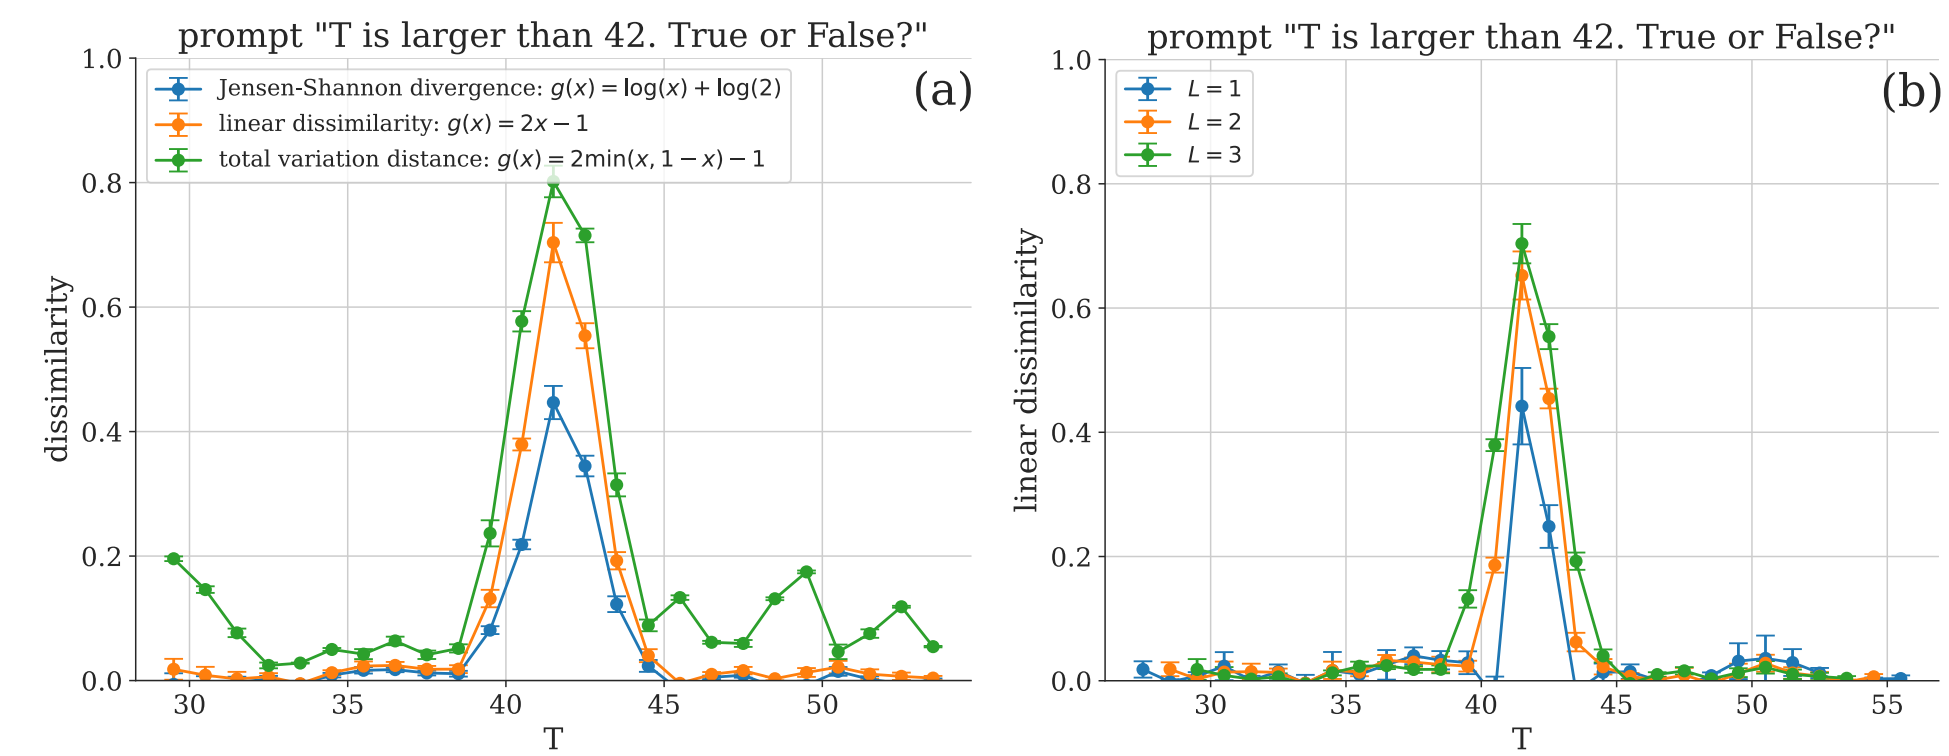 prompt "T is larger than 42. True or False?"
(a)
Jensen-Shannon divergence: g(x) = log(x) + log(2)
linear dissimilarity: g(x) = 2x − 1
total variation distance: g(x) = 2min(x, 1 − x) − 1
dissimilarity
1.0
0.8
0.6
0.4
0.2
0.0
30 35 40 45 50
T
prompt "T is larger than 42. True or False?"
(b)
L = 1
L = 2
L = 3
linear dissimilarity
1.0
0.8
0.6
0.4
0.2
0.0
30 35 40 45 50 55
T